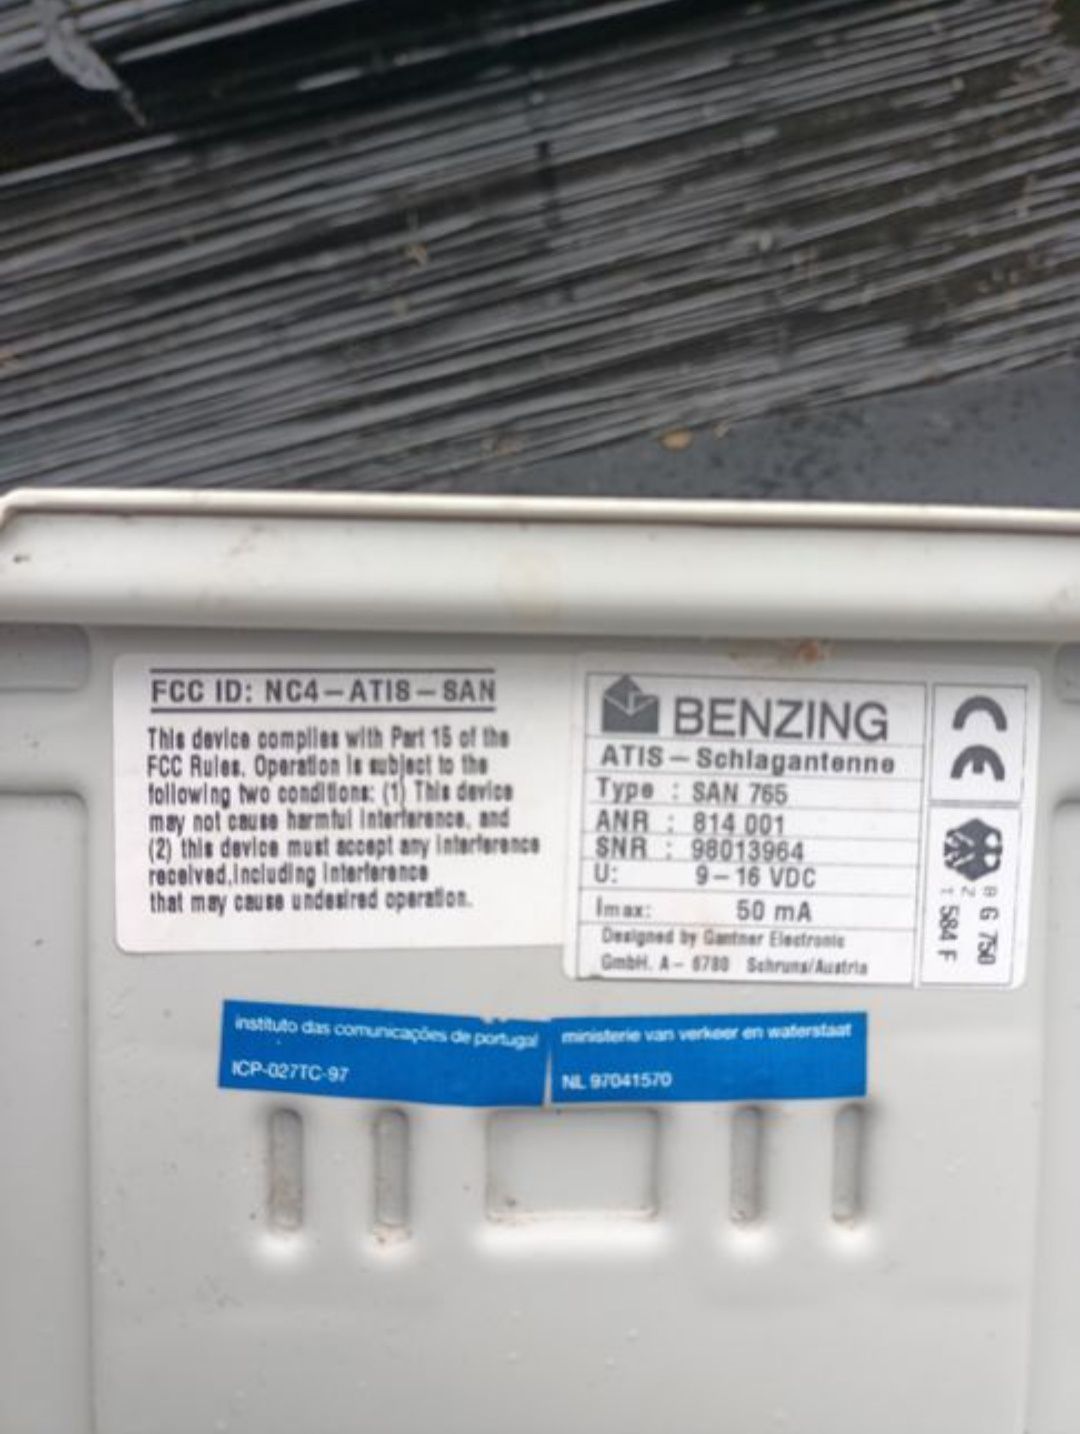 FCC ID: NC4-ATIS-SAN
This device complies with Part 15 of the
FCC Rules. Operation is subject to the
following two conditions: (1) This device
may not cause harmful interference, and
(2) this device must accept any interference
received,including interference
that may cause undesired operation.
BENZING
ATIS-Schlagantenne
Type : SAN 765
ANR : 814 001
SNR : 98013964
U: 9-16 VDC
Imax: 50 mA
Designed by Gantner Electronic
GmbH. A- 6780 Schruns/Austria
CE
G 750
584 F
instituto das comunicações de portugal
ICP-027TC-97
ministerie van verkeer en waterstaat
NL 97041570